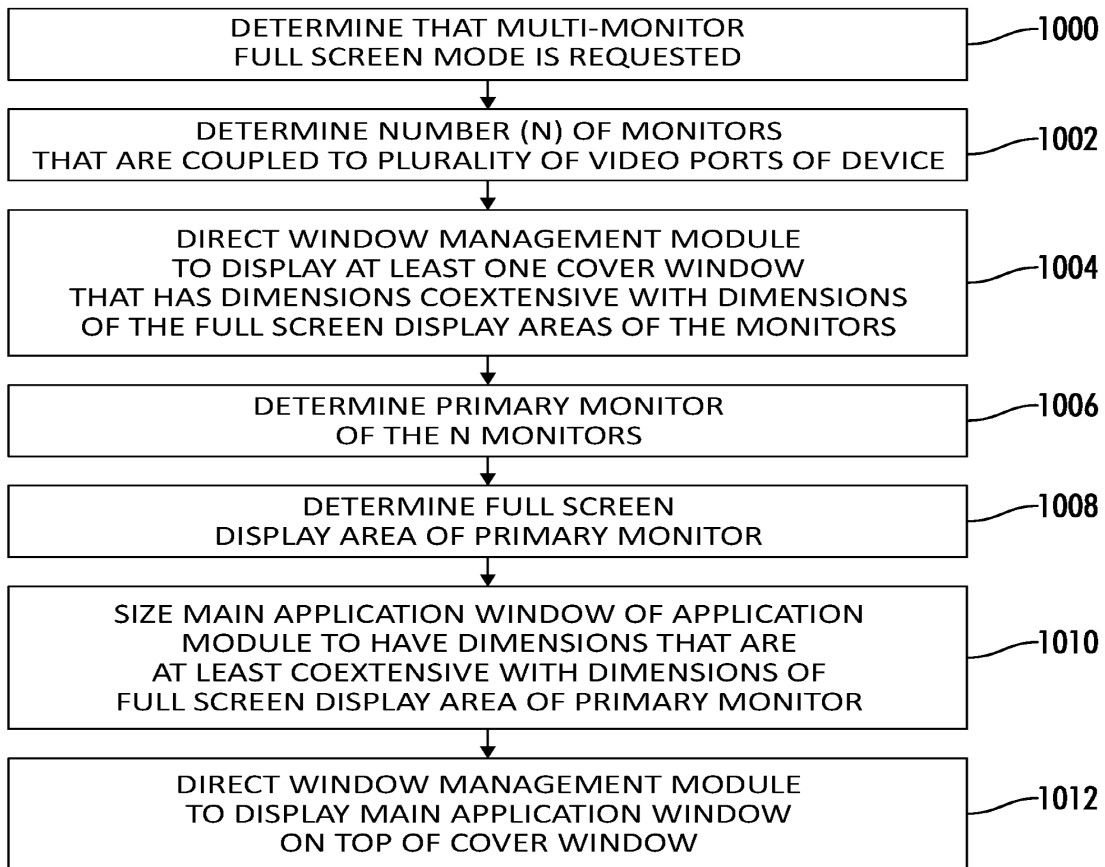 DETERMINE THAT MULTI-MONITOR
FULL SCREEN MODE IS REQUESTED
1000
DETERMINE NUMBER (N) OF MONITORS
THAT ARE COUPLED TO PLURALITY OF VIDEO PORTS OF DEVICE
1002
DIRECT WINDOW MANAGEMENT MODULE
TO DISPLAY AT LEAST ONE COVER WINDOW
THAT HAS DIMENSIONS COEXTENSIVE WITH DIMENSIONS
OF THE FULL SCREEN DISPLAY AREAS OF THE MONITORS
1004
DETERMINE PRIMARY MONITOR
OF THE N MONITORS
1006
DETERMINE FULL SCREEN
DISPLAY AREA OF PRIMARY MONITOR
1008
SIZE MAIN APPLICATION WINDOW OF APPLICATION
MODULE TO HAVE DIMENSIONS THAT ARE
AT LEAST COEXTENSIVE WITH DIMENSIONS OF
FULL SCREEN DISPLAY AREA OF PRIMARY MONITOR
1010
DIRECT WINDOW MANAGEMENT MODULE
TO DISPLAY MAIN APPLICATION WINDOW
ON TOP OF COVER WINDOW
1012